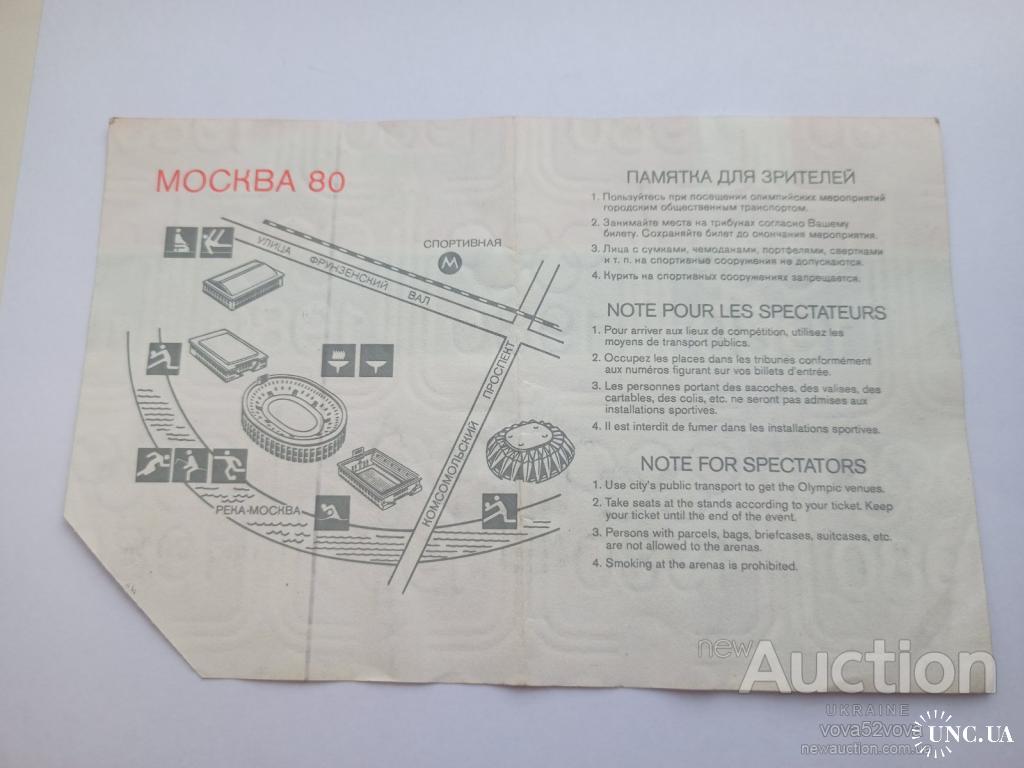 МОСКВА 80
СПОРТИВНАЯ
М
УЛИЦА ФРУНЗЕНСКИЙ ВАЛ
КОМСОМОЛЬСКИЙ ПРОСПЕКТ
РЕКА-МОСКВА
ПАМЯТКА ДЛЯ ЗРИТЕЛЕЙ
1. Пользуйтесь при посещении олимпийских мероприятий
городским общественным транспортом.
2. Занимайте места на трибунах согласно Вашему
билету. Сохраняйте билет до окончания мероприятия.
3. Лица с сумками, чемоданами, портфелями, свертками
и т. п. на спортивные сооружения не допускаются.
4. Курить на спортивных сооружениях запрещается.
NOTE POUR LES SPECTATEURS
1. Pour arriver aux lieux de compétition, utilisez les
moyens de transport publics.
2. Occupez les places dans les tribunes conformément
aux numéros figurant sur vos billets d'entrée.
3. Les personnes portant des sacoches, des valises, des
cartables, des colis, etc. ne seront pas admises aux
installations sportives.
4. Il est interdit de fumer dans les installations sportives.
NOTE FOR SPECTATORS
1. Use city's public transport to get the Olympic venues.
2. Take seats at the stands according to your ticket. Keep
your ticket until the end of the event.
3. Persons with parcels, bags, briefcases, suitcases, etc.
are not allowed to the arenas.
4. Smoking at the arenas is prohibited.
new Auction
UKRAINE
vova52vova
newauction.com.ua
UNC.UA